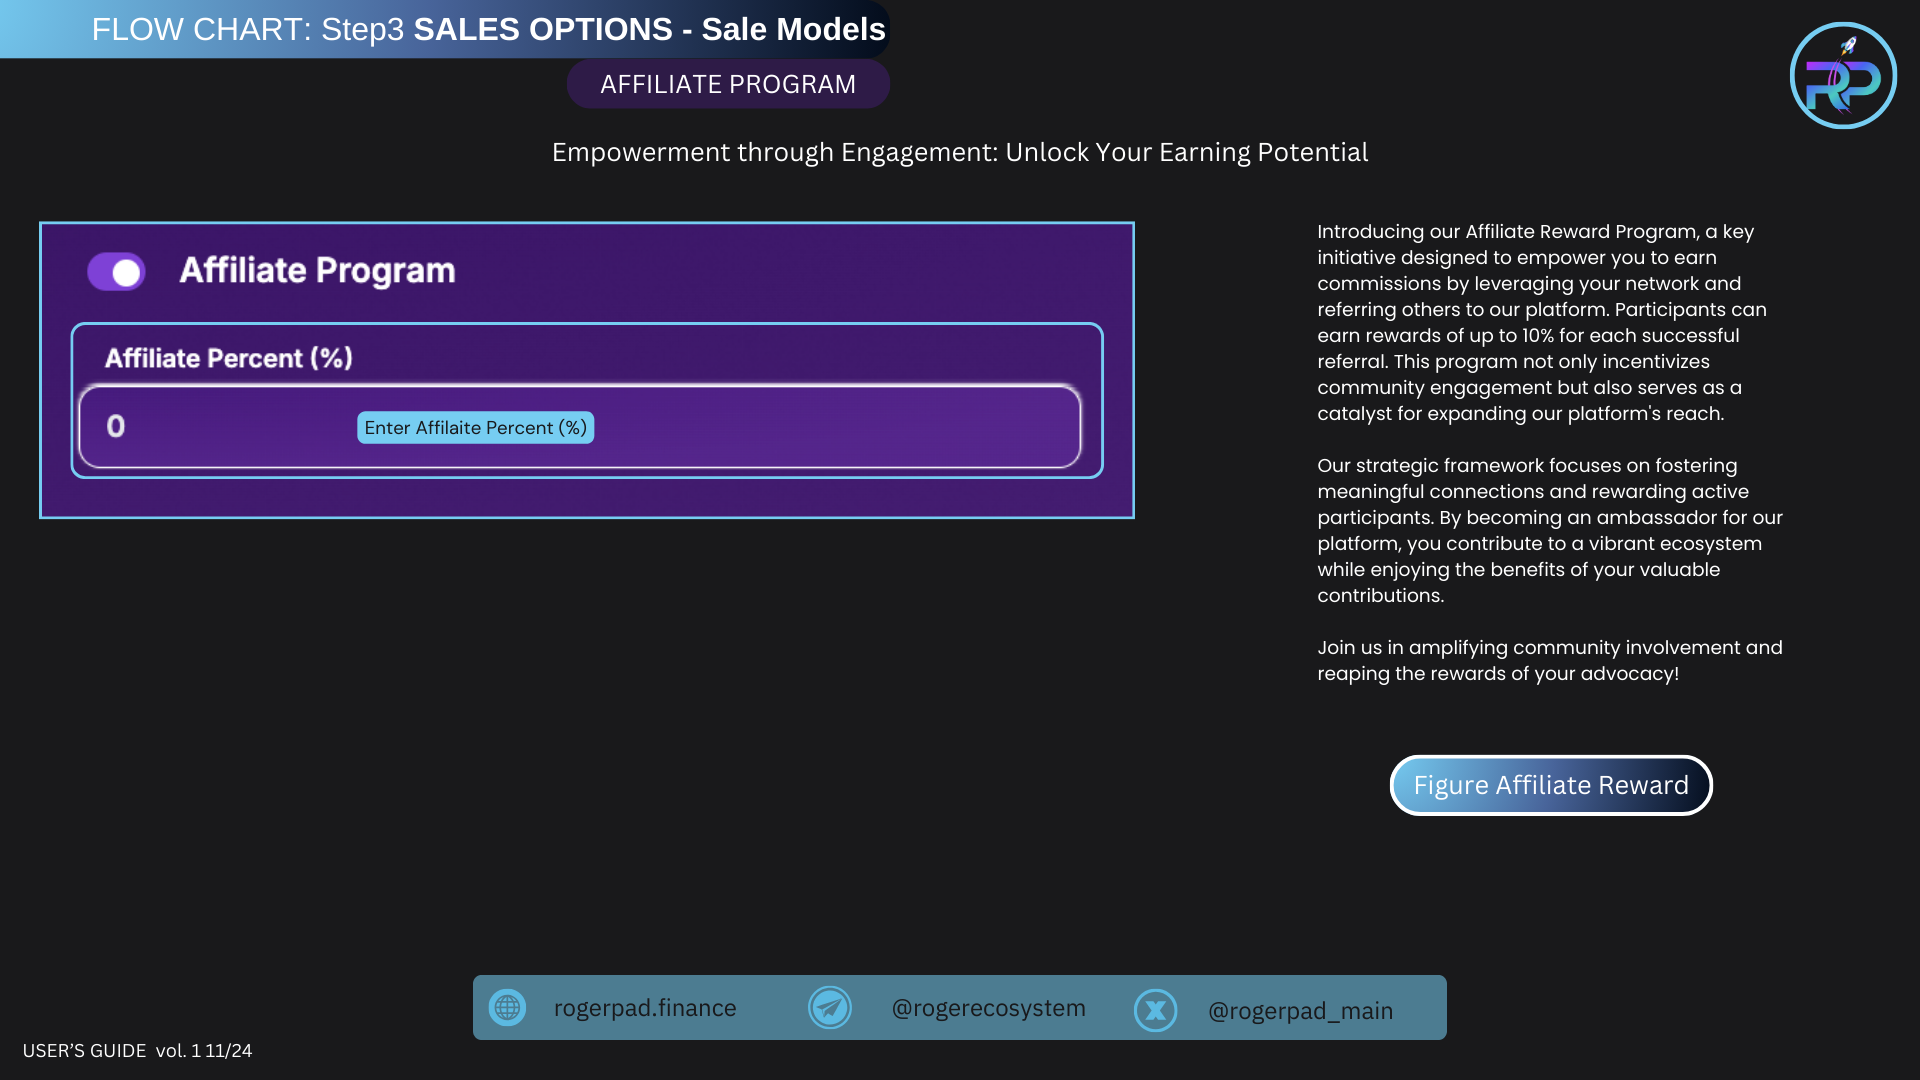 FLOW CHART: Step3 SALES OPTIONS - Sale Models
AFFILIATE PROGRAM
RP
Empowerment through Engagement: Unlock Your Earning Potential
Affiliate Program
Affiliate Percent (%)
0
Enter Affilaite Percent (%)
Introducing our Affiliate Reward Program, a key
initiative designed to empower you to earn
commissions by leveraging your network and
referring others to our platform. Participants can
earn rewards of up to 10% for each successful
referral. This program not only incentivizes
community engagement but also serves as a
catalyst for expanding our platform's reach.
Our strategic framework focuses on fostering
meaningful connections and rewarding active
participants. By becoming an ambassador for our
platform, you contribute to a vibrant ecosystem
while enjoying the benefits of your valuable
contributions.
Join us in amplifying community involvement and
reaping the rewards of your advocacy!
Figure Affiliate Reward
rogerpad.finance
@rogerecosystem
X
@rogerpad_main
USER’S GUIDE vol. 1 11/24